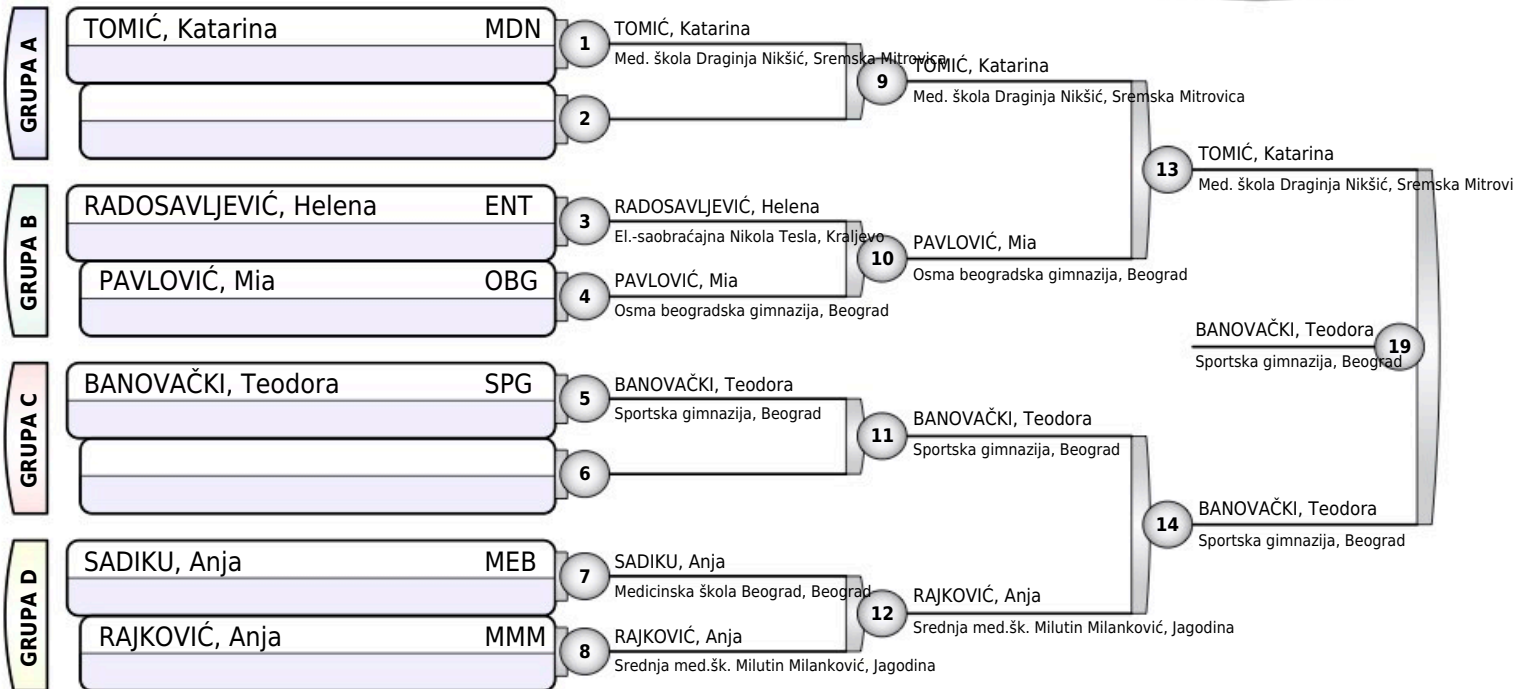 GRUPA A
TOMIĆ, Katarina MDN
1
TOMIĆ, Katarina
Med. škola Draginja Nikšić, Sremska Mitrovica
2
9
TOMIĆ, Katarina
Med. škola Draginja Nikšić, Sremska Mitrovica
GRUPA B
RADOSAVLJEVIĆ, Helena ENT
3
RADOSAVLJEVIĆ, Helena
El.-saobraćajna Nikola Tesla, Kraljevo
PAVLOVIĆ, Mia OBG
4
PAVLOVIĆ, Mia
Osma beogradska gimnazija, Beograd
10
PAVLOVIĆ, Mia
Osma beogradska gimnazija, Beograd
13
TOMIĆ, Katarina
Med. škola Draginja Nikšić, Sremska Mitrovi
GRUPA C
BANOVAČKI, Teodora SPG
5
BANOVAČKI, Teodora
Sportska gimnazija, Beograd
6
11
BANOVAČKI, Teodora
Sportska gimnazija, Beograd
GRUPA D
SADIKU, Anja MEB
7
SADIKU, Anja
Medicinska škola Beograd, Beograd
RAJKOVIĆ, Anja MMM
8
RAJKOVIĆ, Anja
Srednja med.šk. Milutin Milanković, Jagodina
12
RAJKOVIĆ, Anja
Srednja med.šk. Milutin Milanković, Jagodina
14
BANOVAČKI, Teodora
Sportska gimnazija, Beograd
BANOVAČKI, Teodora
Sportska gimnazija, Beograd
19